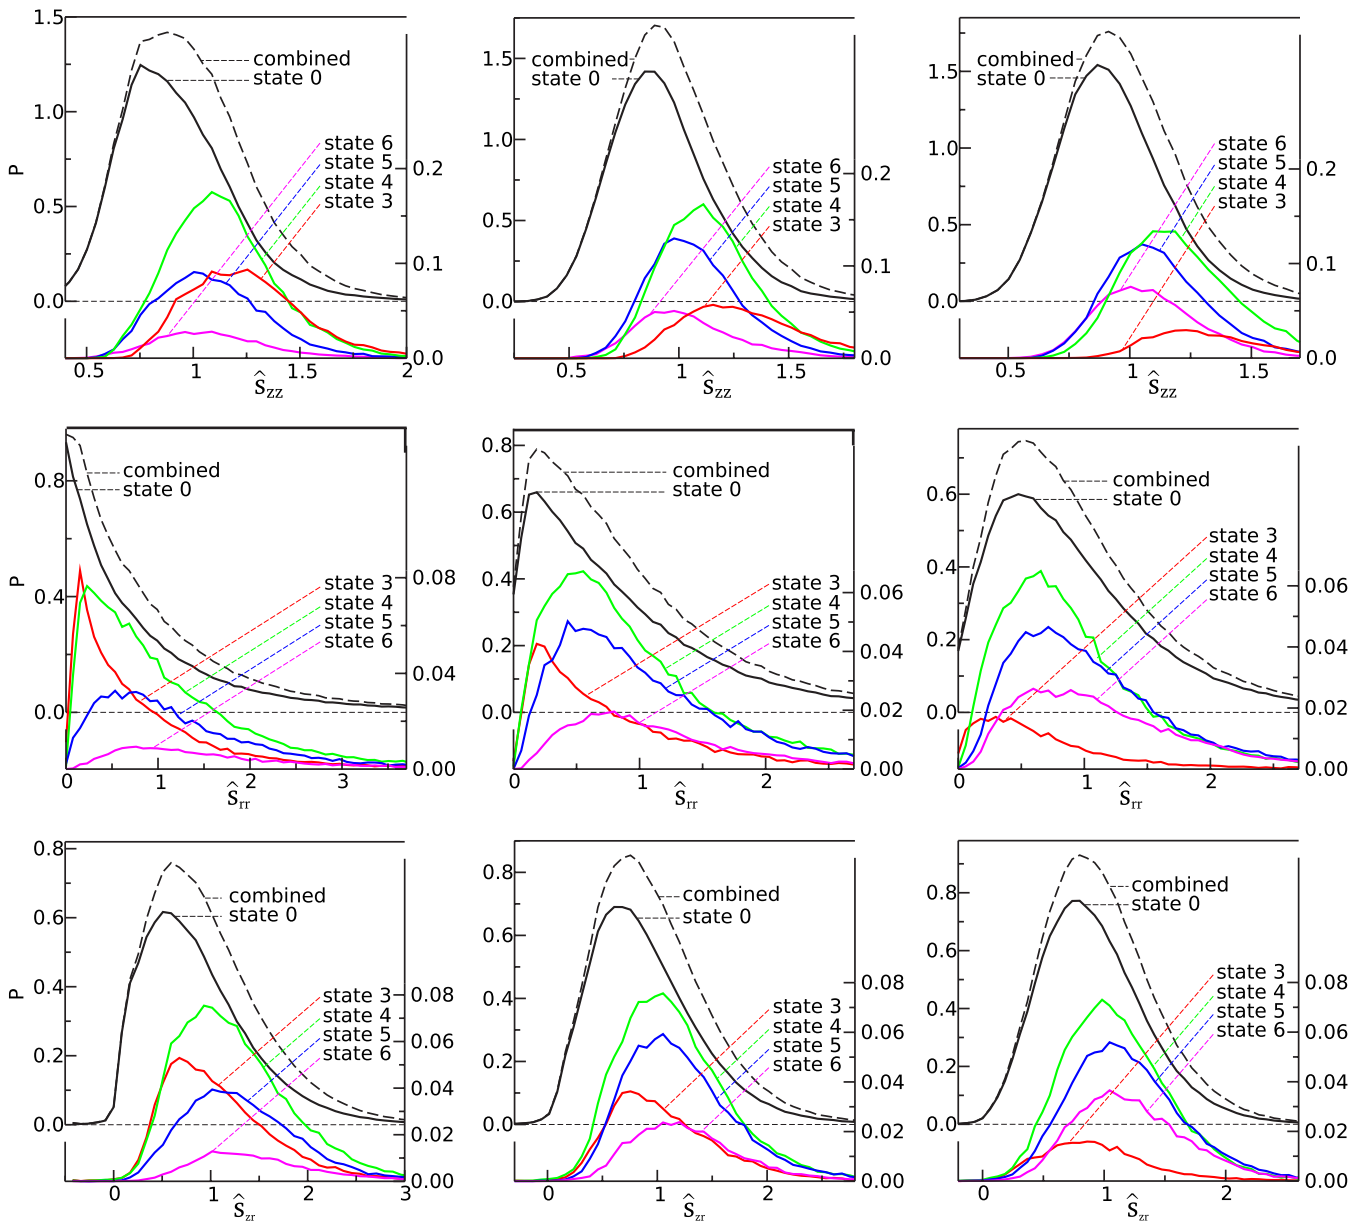 1.5
1.0
0.5
0.0
P
combined
state 0
state 6
state 5
state 4
state 3
0.2
0.1
0.0
0.5 1 1.5 2
ŝzz
1.5
1.0
0.5
0.0
combined
state 0
state 6
state 5
state 4
state 3
0.2
0.1
0.0
0.5 1 1.5
ŝzz
1.5
1.0
0.5
0.0
combined
state 0
state 6
state 5
state 4
state 3
0.2
0.1
0.0
0.5 1 1.5
ŝzz
0.8
0.4
0.0
P
combined
state 0
state 3
state 4
state 5
state 6
0.08
0.04
0.00
0 1 2 3
ŝrr
0.8
0.6
0.4
0.2
0.0
combined
state 0
state 3
state 4
state 5
state 6
0.06
0.04
0.02
0.00
0 1 2
ŝrr
0.6
0.4
0.2
0.0
combined
state 0
state 3
state 4
state 5
state 6
0.06
0.04
0.02
0.00
0 1 2
ŝrr
0.8
0.6
0.4
0.2
0.0
P
combined
state 0
state 3
state 4
state 5
state 6
0.08
0.06
0.04
0.02
0.00
0 1 2 3
ŝzr
0.8
0.6
0.4
0.2
0.0
combined
state 0
state 3
state 4
state 5
state 6
0.08
0.06
0.04
0.02
0.00
0 1 2
ŝzr
0.8
0.6
0.4
0.2
0.0
combined
state 0
state 3
state 4
state 5
state 6
0.08
0.06
0.04
0.02
0.00
0 1 2
ŝzr